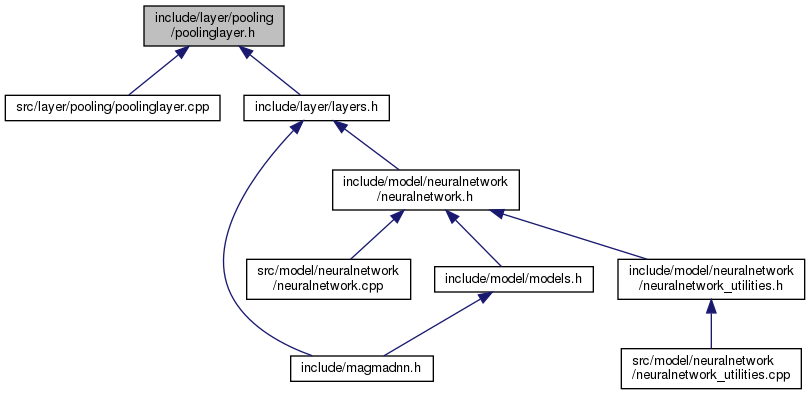 include/layer/pooling
/poolinglayer.h
src/layer/pooling/poolinglayer.cpp
include/layer/layers.h
include/model/neuralnetwork
/neuralnetwork.h
src/model/neuralnetwork
/neuralnetwork.cpp
include/model/models.h
include/model/neuralnetwork
/neuralnetwork_utilities.h
include/magmadnn.h
src/model/neuralnetwork
/neuralnetwork_utilities.cpp